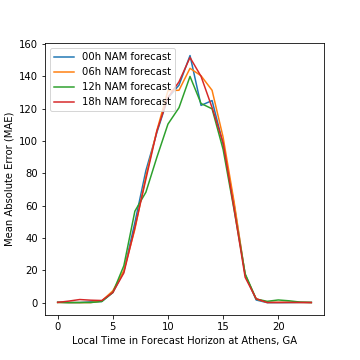 160
140
120
100
80
60
40
20
0
Mean Absolute Error (MAE)
00h NAM forecast
06h NAM forecast
12h NAM forecast
18h NAM forecast
0 5 10 15 20
Local Time in Forecast Horizon at Athens, GA